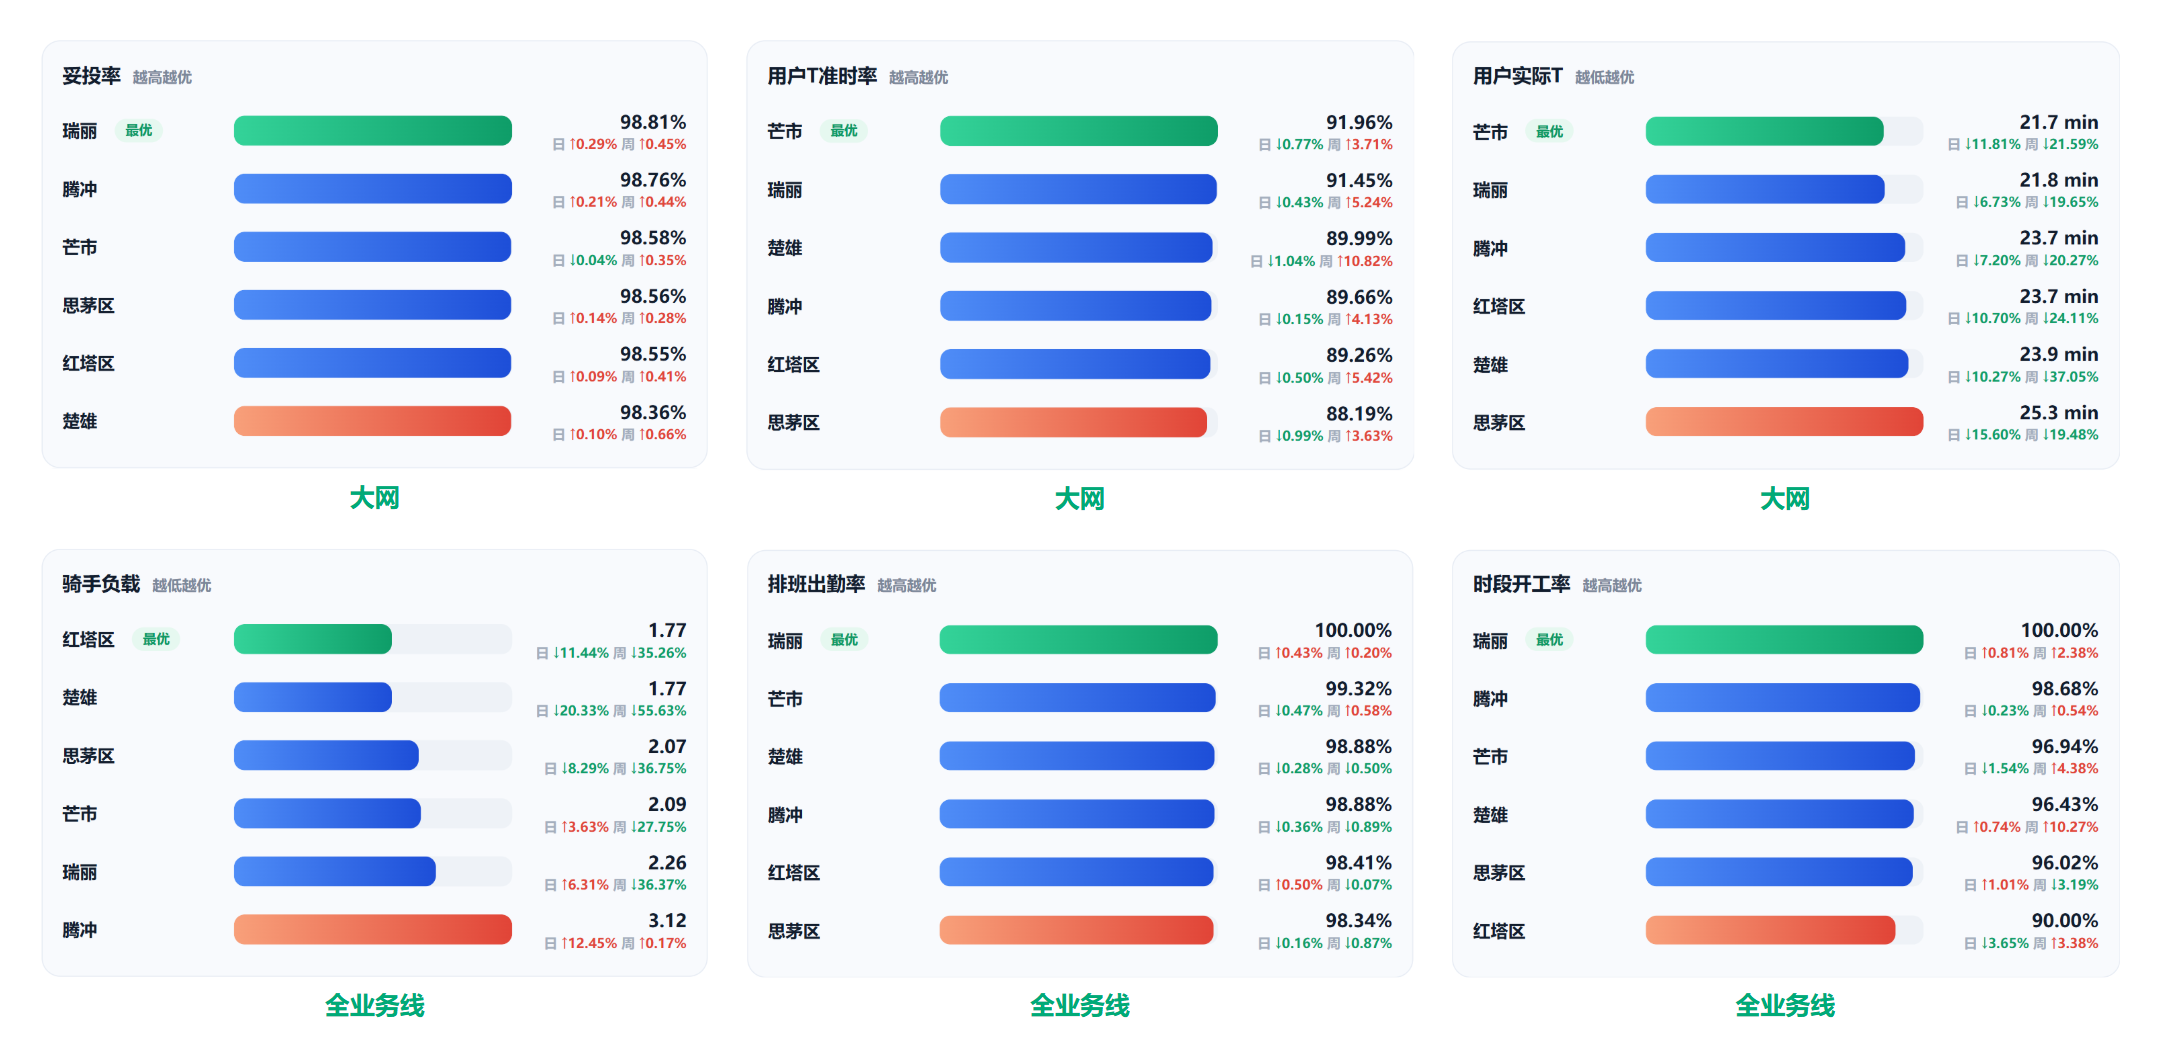 妥投率 越高越优
瑞丽 最优 98.81%
日 ↑0.29% 周 ↑0.45%
腾冲 98.76%
日 ↑0.21% 周 ↑0.44%
芒市 98.58%
日 ↓0.04% 周 ↑0.35%
思茅区 98.56%
日 ↑0.14% 周 ↑0.28%
红塔区 98.55%
日 ↑0.09% 周 ↑0.41%
楚雄 98.36%
日 ↑0.10% 周 ↑0.66%
大网
用户T准时率 越高越优
芒市 最优 91.96%
日 ↓0.77% 周 ↑3.71%
瑞丽 91.45%
日 ↓0.43% 周 ↑5.24%
楚雄 89.99%
日 ↓1.04% 周 ↑10.82%
腾冲 89.66%
日 ↓0.15% 周 ↑4.13%
红塔区 89.26%
日 ↓0.50% 周 ↑5.42%
思茅区 88.19%
日 ↓0.99% 周 ↑3.63%
大网
用户实际T 越低越优
芒市 最优 21.7 min
日 ↓11.81% 周 ↓21.59%
瑞丽 21.8 min
日 ↓6.73% 周 ↓19.65%
腾冲 23.7 min
日 ↓7.20% 周 ↓20.27%
红塔区 23.7 min
日 ↓10.70% 周 ↓24.11%
楚雄 23.9 min
日 ↓10.27% 周 ↓37.05%
思茅区 25.3 min
日 ↓15.60% 周 ↓19.48%
大网
骑手负载 越低越优
红塔区 最优 1.77
日 ↓11.44% 周 ↓35.26%
楚雄 1.77
日 ↓20.33% 周 ↓55.63%
思茅区 2.07
日 ↓8.29% 周 ↓36.75%
芒市 2.09
日 ↑3.63% 周 ↓27.75%
瑞丽 2.26
日 ↑6.31% 周 ↓36.37%
腾冲 3.12
日 ↑12.45% 周 ↑0.17%
全业务线
排班出勤率 越高越优
瑞丽 最优 100.00%
日 ↑0.43% 周 ↑0.20%
芒市 99.32%
日 ↓0.47% 周 ↑0.58%
楚雄 98.88%
日 ↓0.28% 周 ↓0.50%
腾冲 98.88%
日 ↓0.36% 周 ↓0.89%
红塔区 98.41%
日 ↑0.50% 周 ↓0.07%
思茅区 98.34%
日 ↓0.16% 周 ↓0.87%
全业务线
时段开工率 越高越优
瑞丽 最优 100.00%
日 ↑0.81% 周 ↑2.38%
腾冲 98.68%
日 ↓0.23% 周 ↑0.54%
芒市 96.94%
日 ↓1.54% 周 ↑4.38%
楚雄 96.43%
日 ↑0.74% 周 ↑10.27%
思茅区 96.02%
日 ↑1.01% 周 ↓3.19%
红塔区 90.00%
日 ↓3.65% 周 ↑3.38%
全业务线